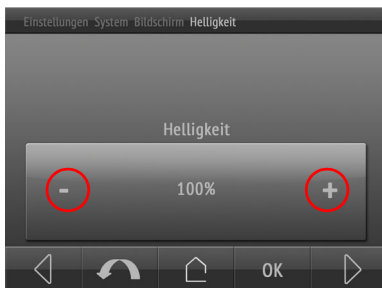 Einstellungen System Bildschirm Helligkeit
Helligkeit
- 100% +
OK